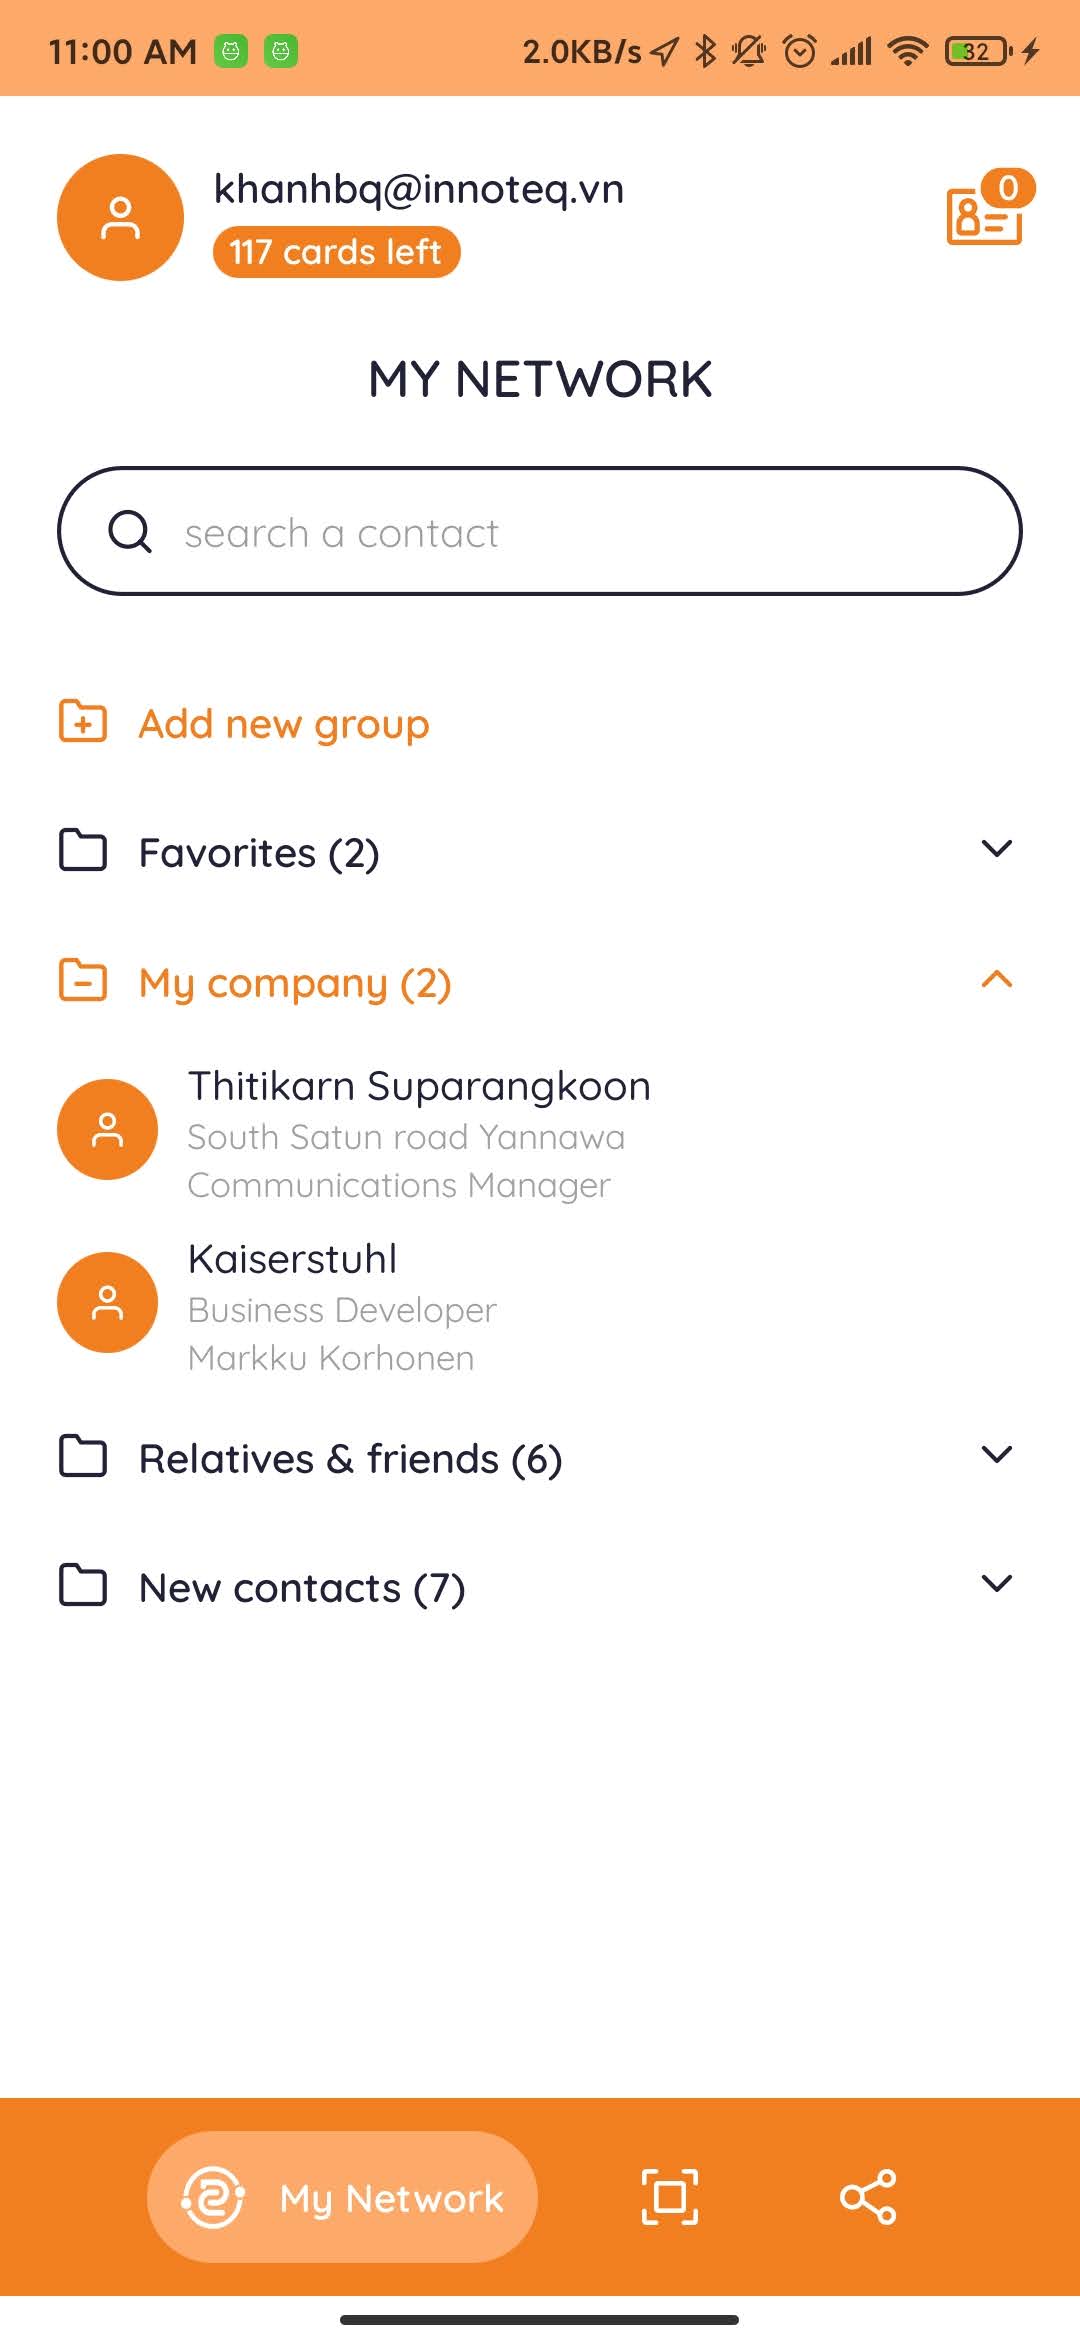 11:00 AM
2.0KB/s
32
khanhbq@innoteq.vn
0
117 cards left
MY NETWORK
search a contact
Add new group
Favorites (2)
My company (2)
Thitikarn Suparangkoon
South Satun road Yannawa
Communications Manager
Kaiserstuhl
Business Developer
Markku Korhonen
Relatives & friends (6)
New contacts (7)
My Network